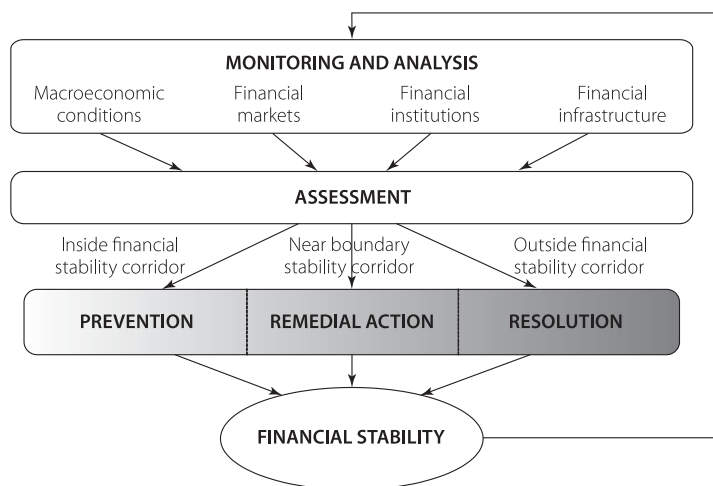 MONITORING AND ANALYSIS
Macroeconomic
conditions
Financial
markets
Financial
institutions
Financial
infrastructure
ASSESSMENT
Inside financial
stability corridor
Near boundary
stability corridor
Outside financial
stability corridor
PREVENTION
REMEDIAL ACTION
RESOLUTION
FINANCIAL STABILITY